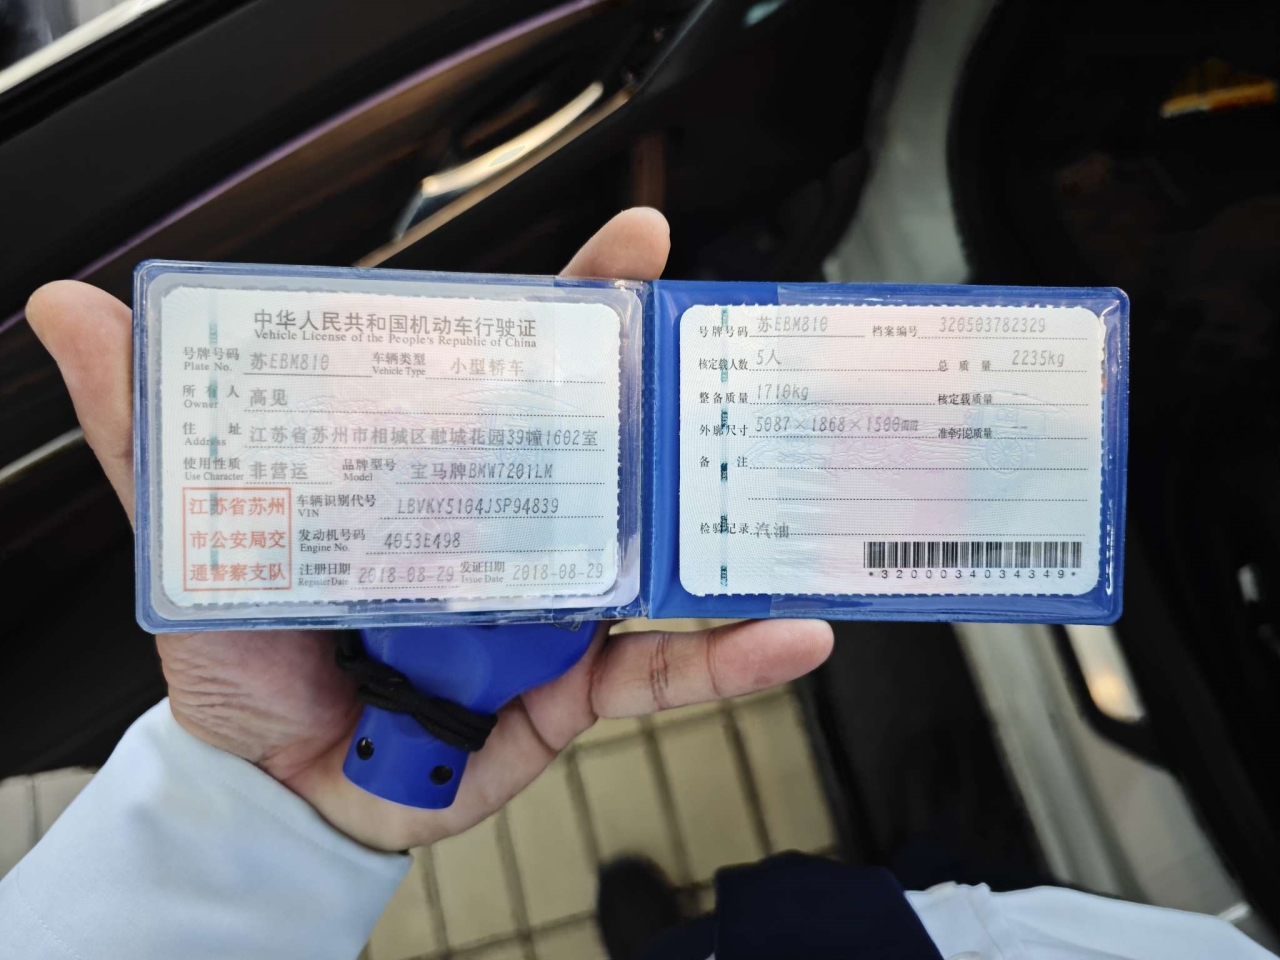 中华人民共和国机动车行驶证
Vehicle License of the People's Republic of China
号牌号码 苏EBM810 车辆类型 小型轿车
Plate No. Vehicle Type
所有人 高见
Owner
住址 江苏省苏州市相城区融城花园39幢1602室
Address
使用性质 非营运 品牌型号 宝马牌BMW7201LM
Use Character Model
江苏省苏州
市公安局交
通警察支队
车辆识别代号 LBVKY5104JSP94839
VIN
发动机号码 4053E498
Engine No.
注册日期 2018-08-29 发证日期 2018-08-29
Register Date Issue Date
号牌号码 苏EBM810 档案编号 320503782329
核定载人数 5人 总质量 2235kg
整备质量 1710kg 核定载质量 --
外廓尺寸 5087×1868×1500mm 准牵引总质量 --
备注
检验记录 汽油
*3200034034349*